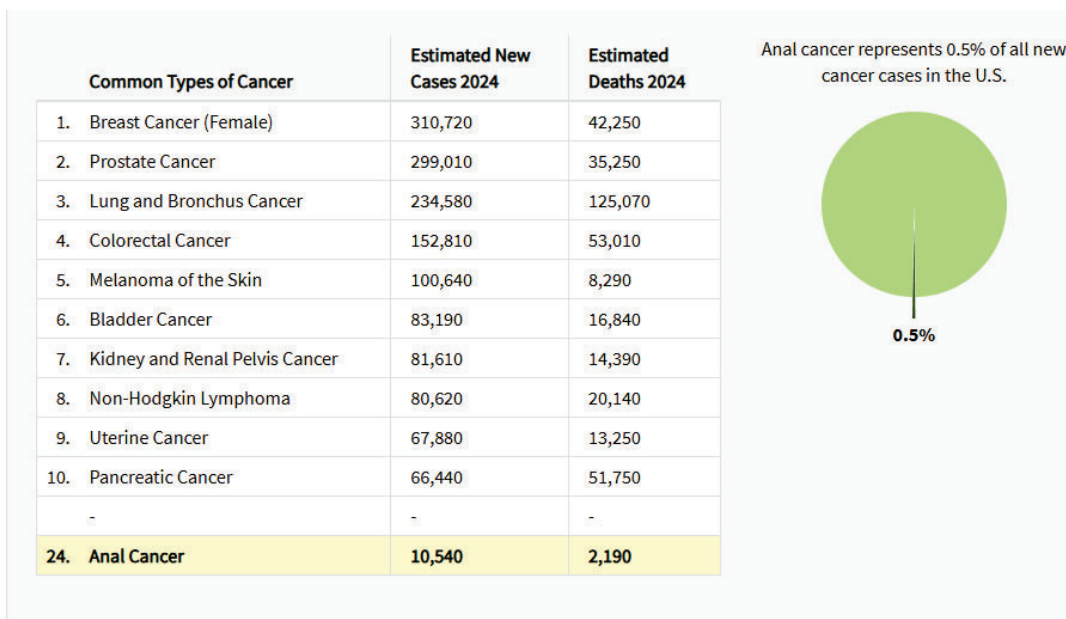 Common Types of Cancer Estimated New Cases 2024 Estimated Deaths 2024
1. Breast Cancer (Female) 310,720 42,250
2. Prostate Cancer 299,010 35,250
3. Lung and Bronchus Cancer 234,580 125,070
4. Colorectal Cancer 152,810 53,010
5. Melanoma of the Skin 100,640 8,290
6. Bladder Cancer 83,190 16,840
7. Kidney and Renal Pelvis Cancer 81,610 14,390
8. Non-Hodgkin Lymphoma 80,620 20,140
9. Uterine Cancer 67,880 13,250
10. Pancreatic Cancer 66,440 51,750
- - -
24. Anal Cancer 10,540 2,190
Anal cancer represents 0.5% of all new
cancer cases in the U.S.
0.5%